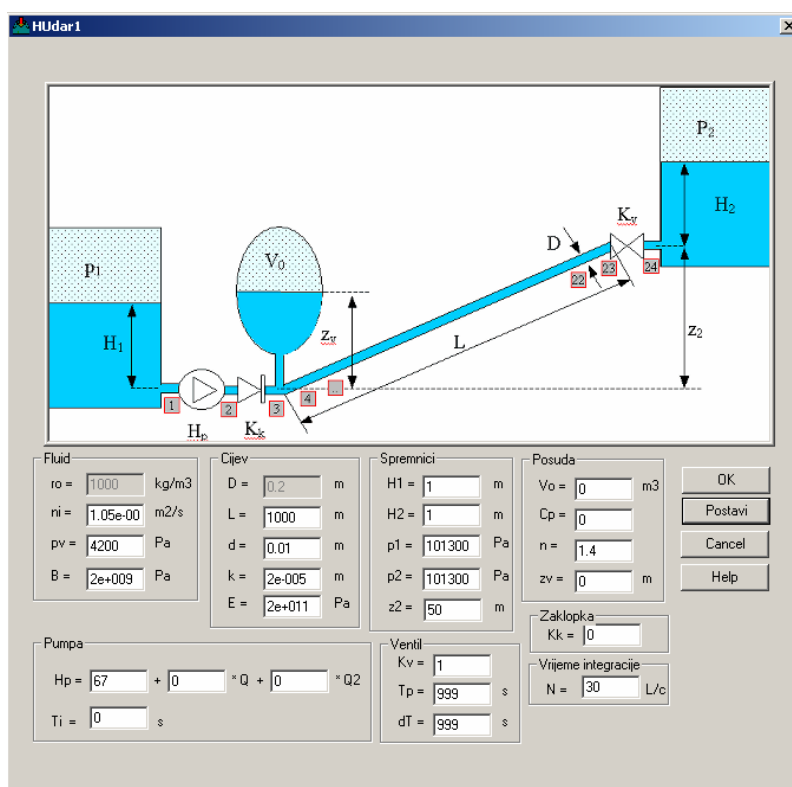 HUdar1
P2
H2
Kv
D
V0
p1
H1
zv
L
z2
1
2
3
4
..
22
23
24
Hp
Kk
Fluid
ro = 1000 kg/m3
ni = 1.05e-00 m2/s
pv = 4200 Pa
B = 2e+009 Pa
Cijev
D = 0.2 m
L = 1000 m
d = 0.01 m
k = 2e-005 m
E = 2e+011 Pa
Spremnici
H1 = 1 m
H2 = 1 m
p1 = 101300 Pa
p2 = 101300 Pa
z2 = 50 m
Posuda
Vo = 0 m3
Cp = 0
n = 1.4
zv = 0 m
OK
Postavi
Cancel
Help
Zaklopka
Kk = 0
Pumpa
Hp = 67 + 0 *Q + 0 *Q2
Ti = 0 s
Ventil
Kv = 1
Tp = 999 s
dT = 999 s
Vrijeme integracije
N = 30 L/c